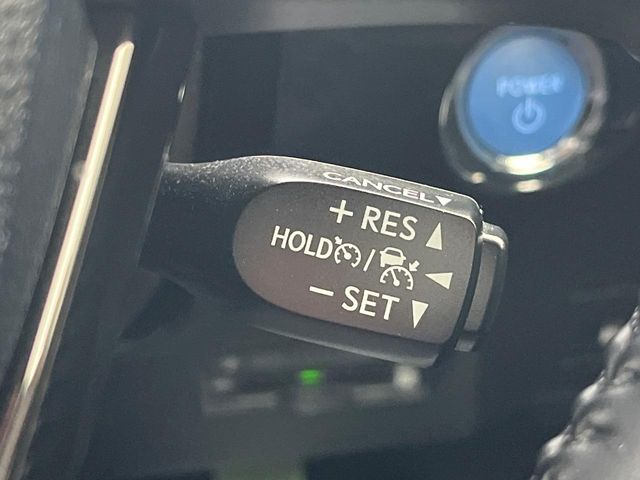 POWER
CANCEL▼
+ RES ▲
HOLD / ◀
− SET ▼